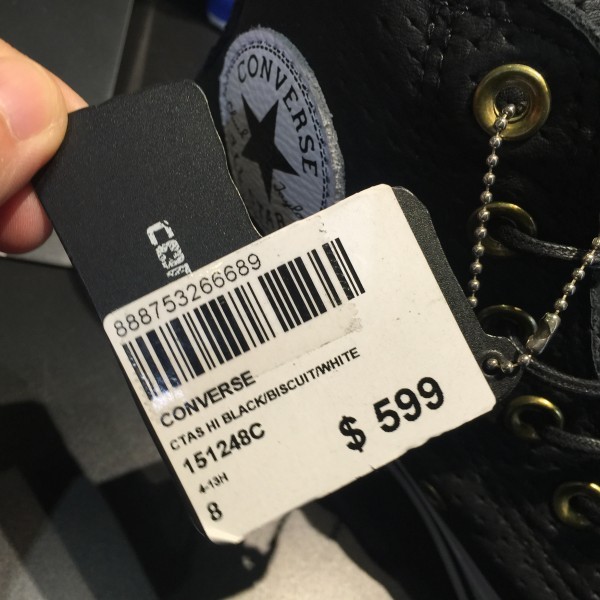 CONVERSE
888753266689
CONVERSE
CTAS HI BLACK/BISCUIT/WHITE
151248C
$ 599
4-13H
8